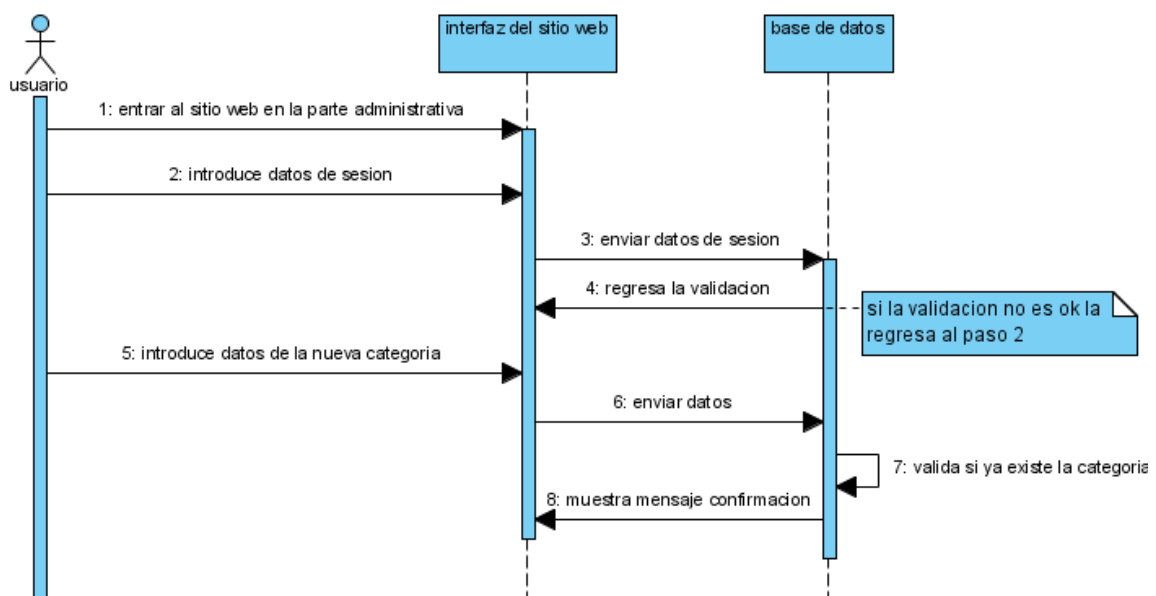 interfaz del sitio web
base de datos
usuario
1: entrar al sitio web en la parte administrativa
2: introduce datos de sesion
3: enviar datos de sesion
4: regresa la validacion
si la validacion no es ok la
regresa al paso 2
5: introduce datos de la nueva categoria
6: enviar datos
7: valida si ya existe la categoria
8: muestra mensaje confirmacion